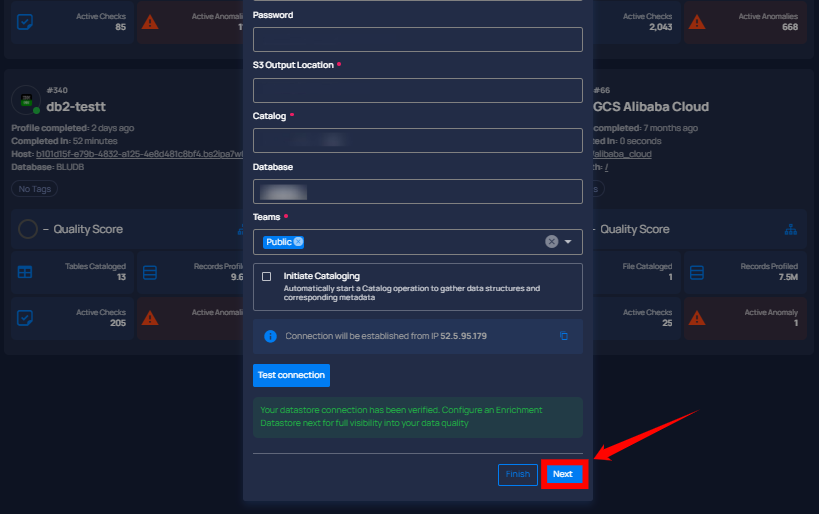 Active Checks
85
Active Anomal
Password
S3 Output Location *
Catalog *
Database
Teams *
Public
Initiate Cataloging
Automatically start a Catalog operation to gather data structures and
corresponding metadata
Connection will be established from IP 52.5.95.179
Test connection
Your datastore connection has been verified. Configure an Enrichment
Datastore next for full visibility into your data quality
Finish
Next
#340
db2-testt
Profile completed: 2 days ago
Completed In: 52 minutes
Host: b101d15f-e79b-4832-a125-4e8d481c8bf4.bs2ipa7w
Database: BLUDB
No Tags
– Quality Score
Tables Cataloged
13
Records Profile
9.6
Active Checks
205
Active Anomali
Active Checks
2,043
Active Anomalies
668
#66
GCS Alibaba Cloud
completed: 7 months ago
In: 0 seconds
/alibaba_cloud
th: /
s
– Quality Score
File Cataloged
1
Records Profiled
7.5M
Active Checks
25
Active Anomaly
1